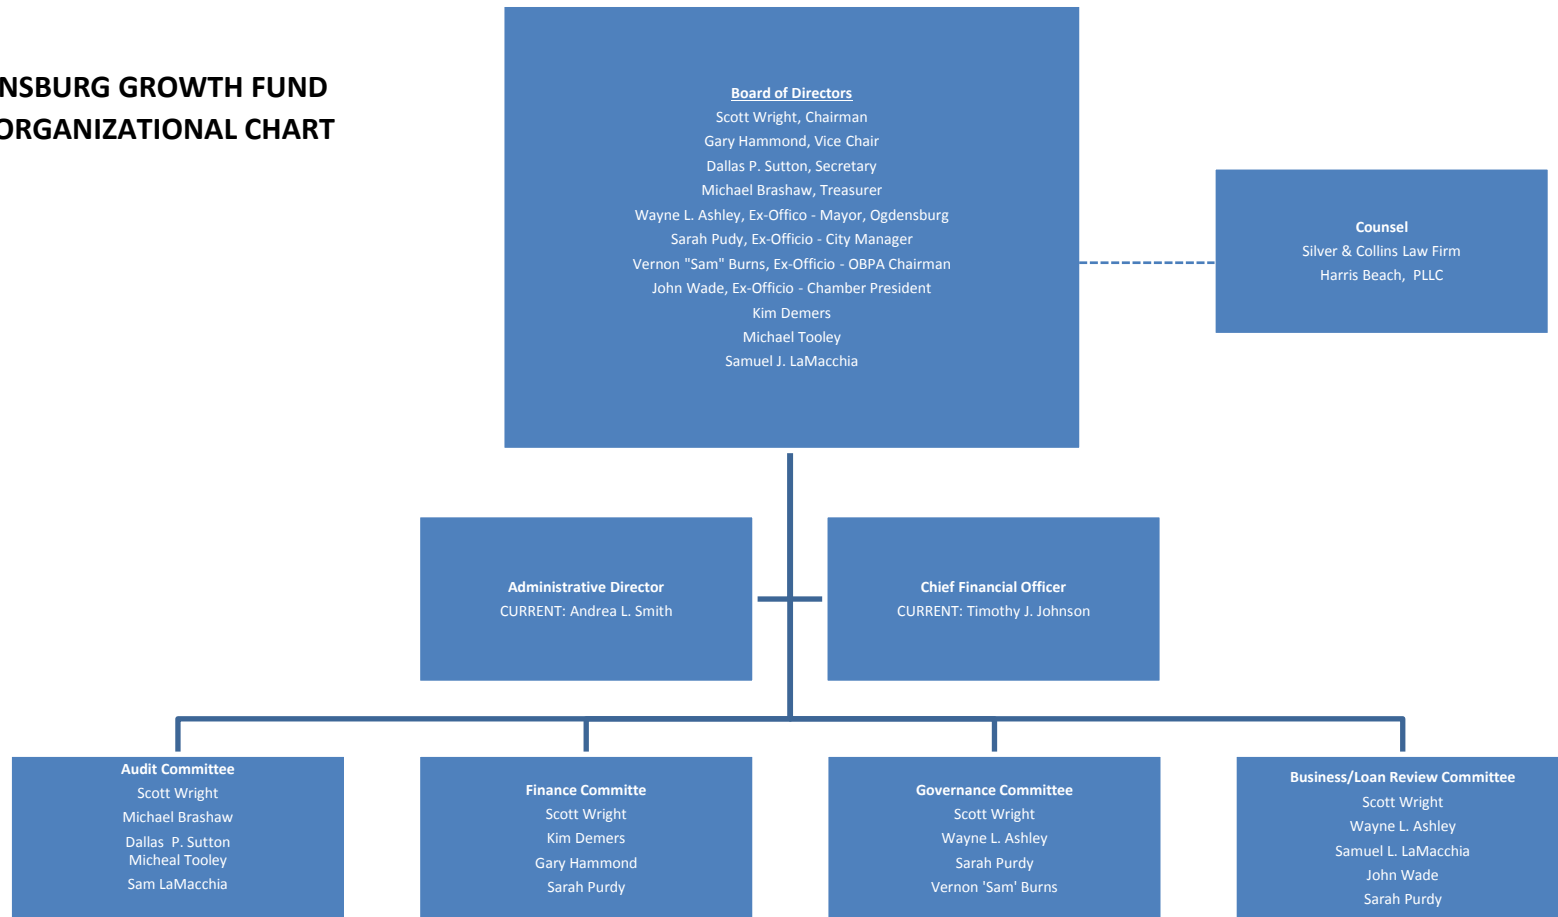 NSBURG GROWTH FUND
ORGANIZATIONAL CHART
Board of Directors
Scott Wright, Chairman
Gary Hammond, Vice Chair
Dallas P. Sutton, Secretary
Michael Brashaw, Treasurer
Wayne L. Ashley, Ex-Offico - Mayor, Ogdensburg
Sarah Pudy, Ex-Officio - City Manager
Vernon "Sam" Burns, Ex-Officio - OBPA Chairman
John Wade, Ex-Officio - Chamber President
Kim Demers
Michael Tooley
Samuel J. LaMacchia
Counsel
Silver & Collins Law Firm
Harris Beach, PLLC
Administrative Director
CURRENT: Andrea L. Smith
Chief Financial Officer
CURRENT: Timothy J. Johnson
Audit Committee
Scott Wright
Michael Brashaw
Dallas P. Sutton
Micheal Tooley
Sam LaMacchia
Finance Committe
Scott Wright
Kim Demers
Gary Hammond
Sarah Purdy
Governance Committee
Scott Wright
Wayne L. Ashley
Sarah Purdy
Vernon 'Sam' Burns
Business/Loan Review Committee
Scott Wright
Wayne L. Ashley
Samuel L. LaMacchia
John Wade
Sarah Purdy